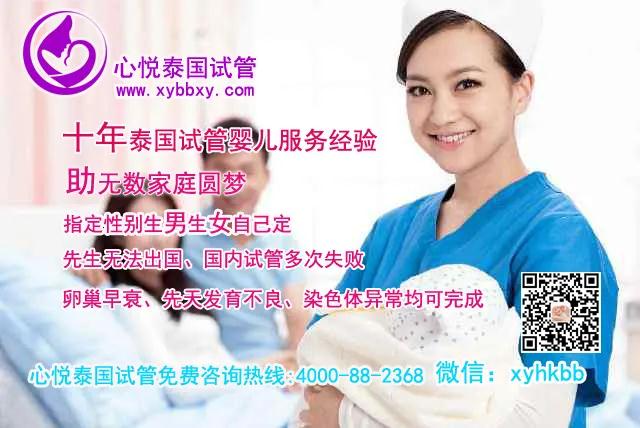 心悦泰国试管
www.xybbxy.com
十年泰国试管婴儿服务经验
助无数家庭圆梦
指定性别生男生女自己定
先生无法出国、国内试管多次失败
卵巢早衰、先天发育不良、染色体异常均可完成
心悦泰国试管免费咨询热线:4000-88-2368 微信：xyhkbb